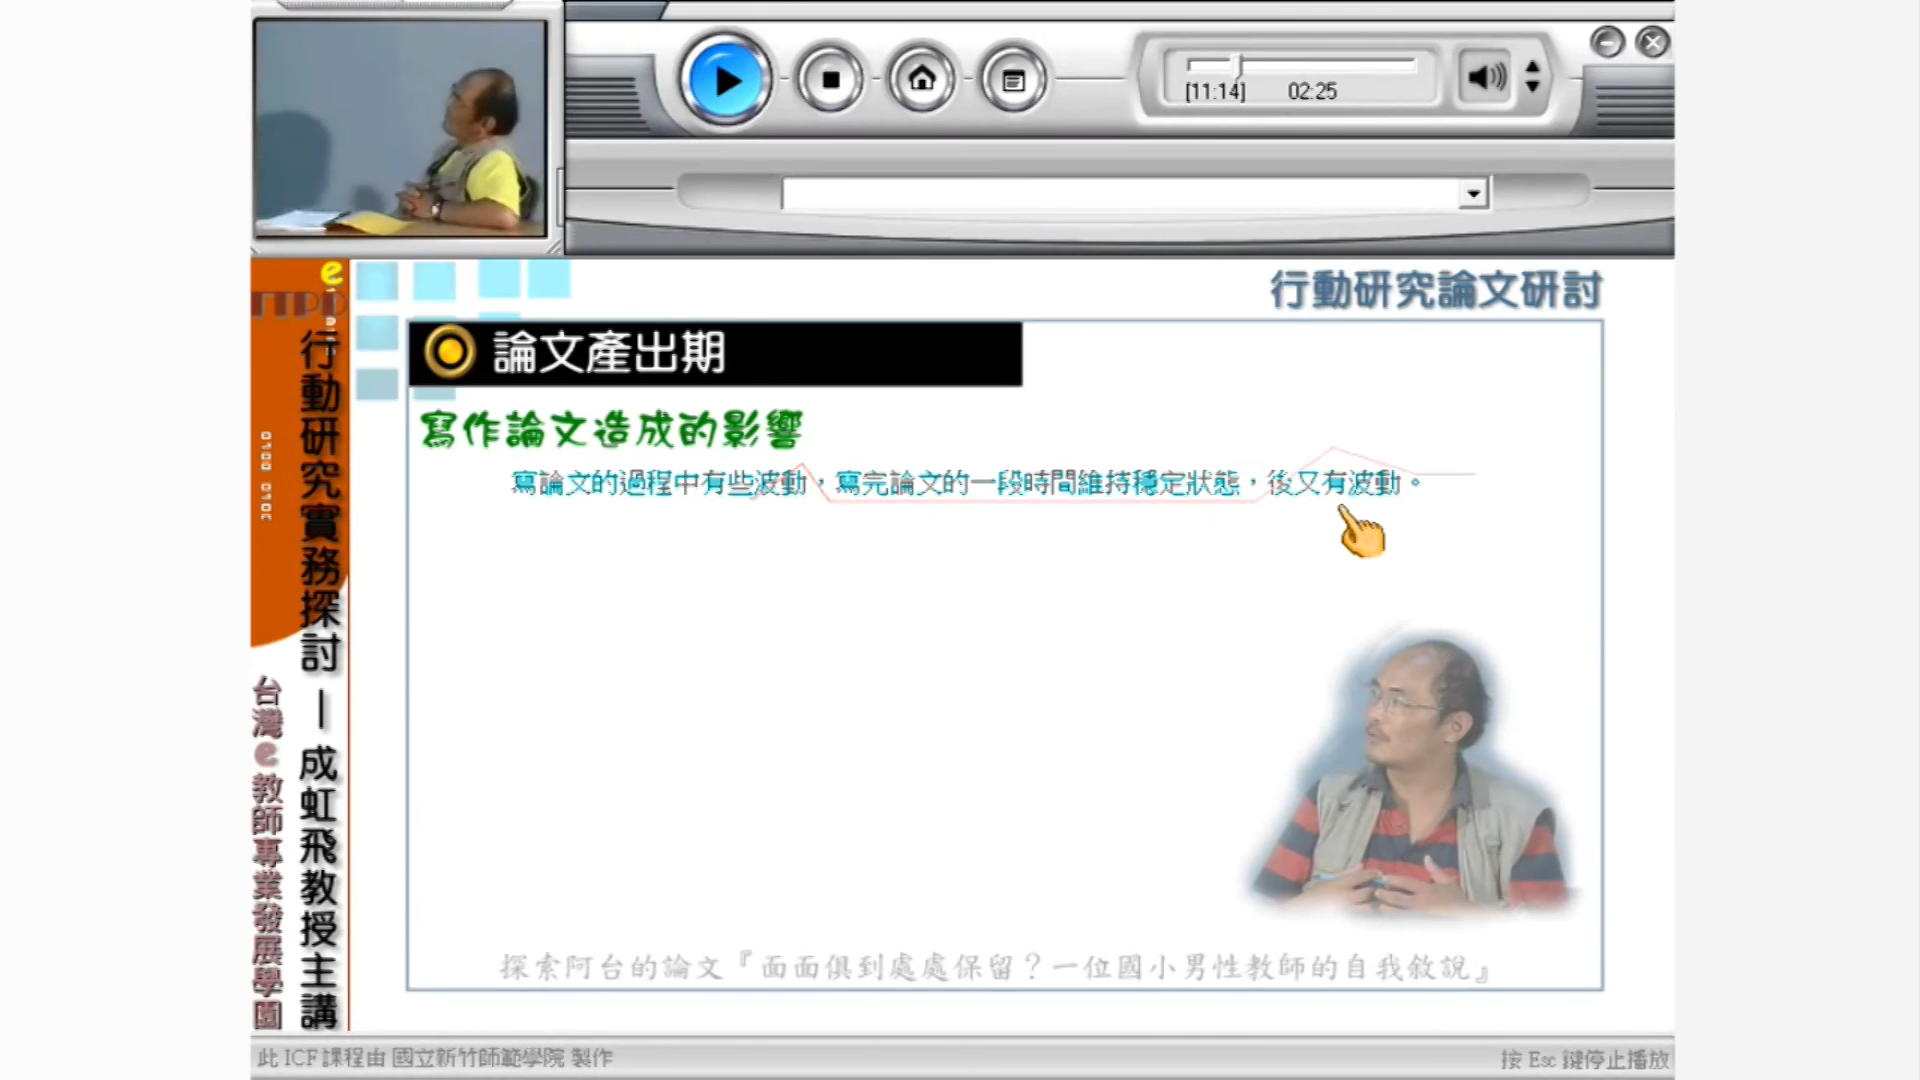 [11:14] 02:25
行動研究論文研討
論文產出期
寫作論文造成的影響
寫論文的過程中有些波動，寫完論文的一段時間維持穩定狀態，後又有波動。
探索阿台的論文『面面俱到處處保留？一位國小男性教師的自我敘說』
行動研究實務探討—成虹飛教授主講
台灣e教師專業發展學園
此 ICF 課程由 國立新竹師範學院 製作
按 Esc 鍵停止播放